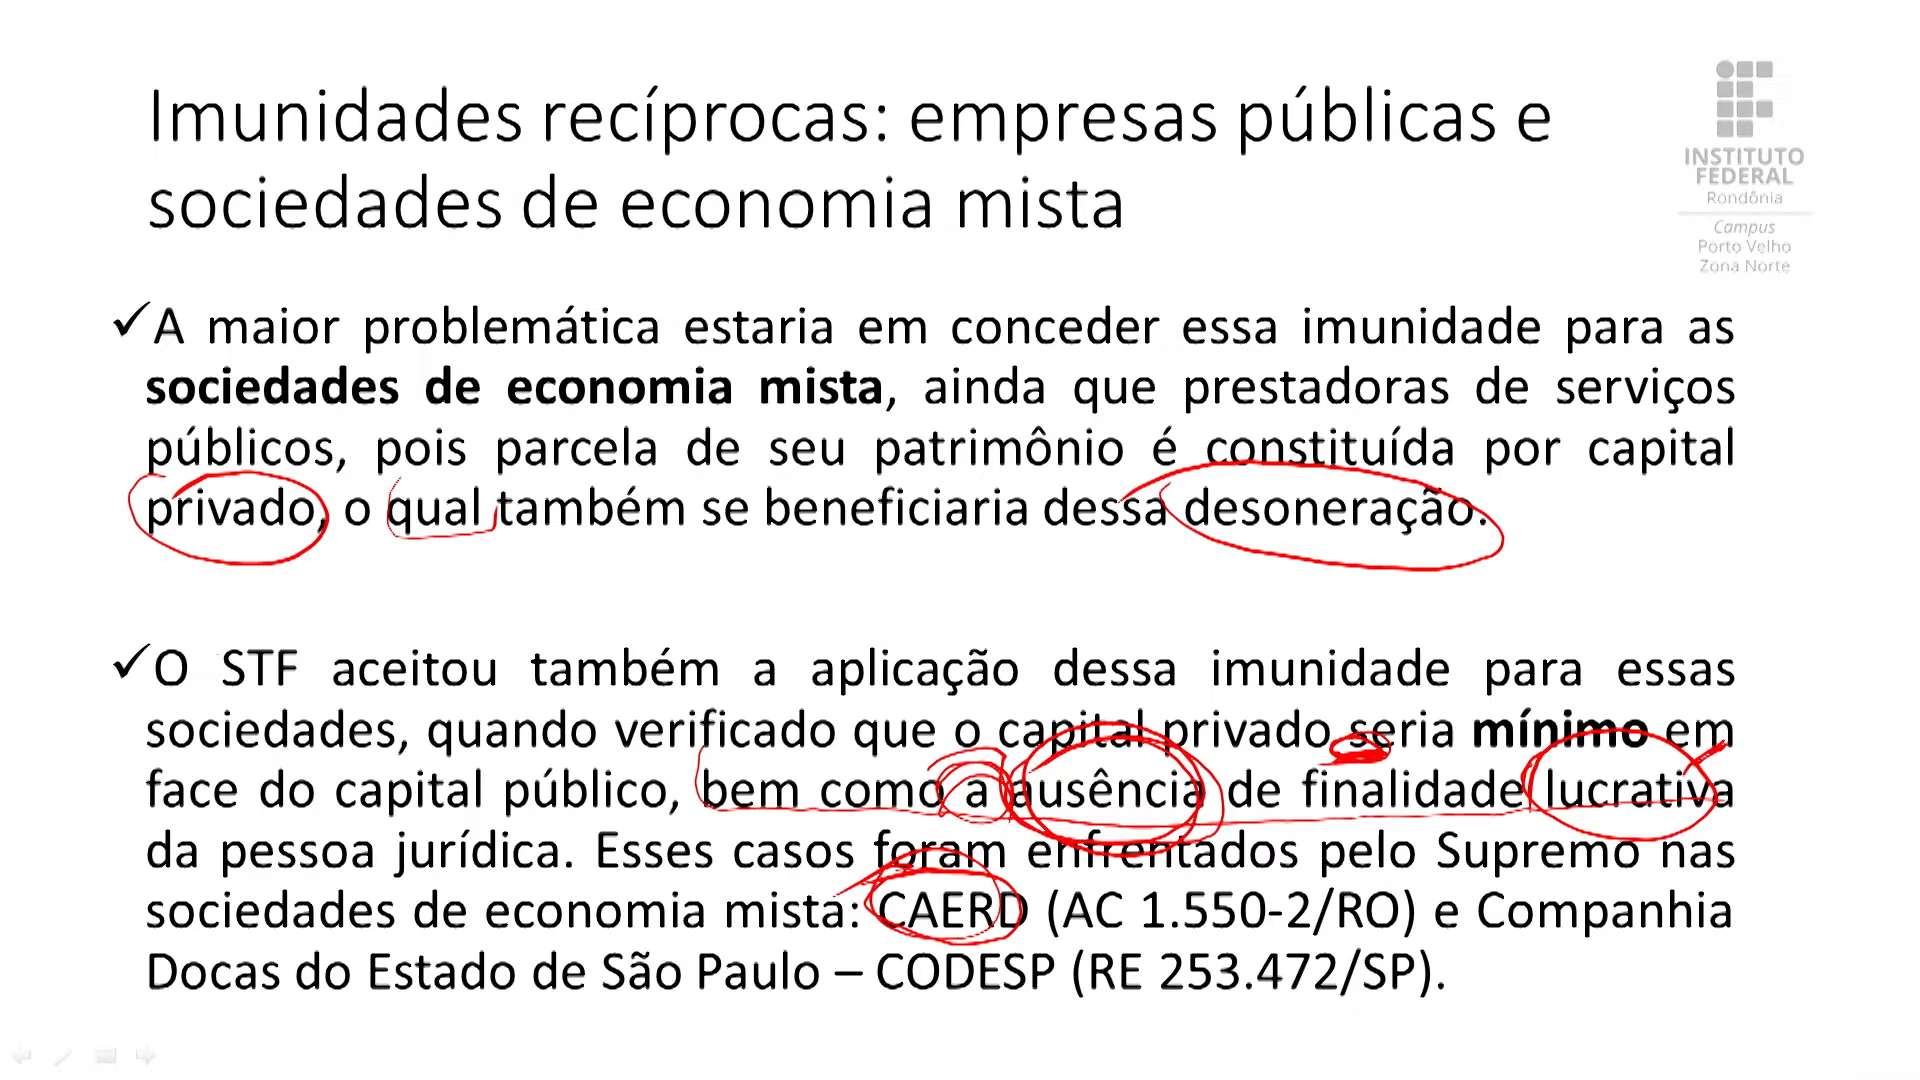 Imunidades recíprocas: empresas públicas e
sociedades de economia mista
INSTITUTO
FEDERAL
Rondônia
Campus
Porto Velho
Zona Norte
✓A maior problemática estaria em conceder essa imunidade para as
sociedades de economia mista, ainda que prestadoras de serviços
públicos, pois parcela de seu patrimônio é constituída por capital
privado, o qual também se beneficiaria dessa desoneração.
✓O STF aceitou também a aplicação dessa imunidade para essas
sociedades, quando verificado que o capital privado seria mínimo em
face do capital público, bem como a ausência de finalidade lucrativa
da pessoa jurídica. Esses casos foram enfrentados pelo Supremo nas
sociedades de economia mista: CAERD (AC 1.550-2/RO) e Companhia
Docas do Estado de São Paulo – CODESP (RE 253.472/SP).